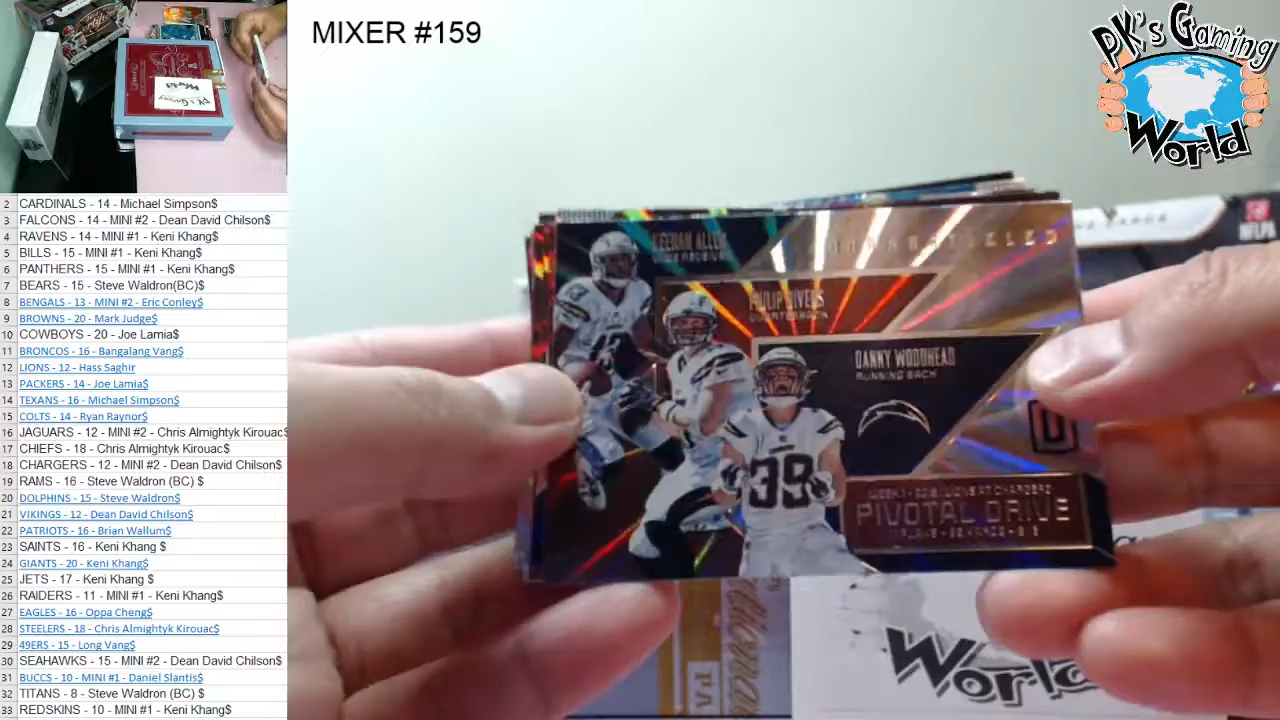 MIXER #159
PK's Gaming
World
2 CARDINALS - 14 - Michael Simpson$
3 FALCONS - 14 - MINI #2 - Dean David Chilson$
4 RAVENS - 14 - MINI #1 - Keni Khang$
5 BILLS - 15 - MINI #1 - Keni Khang$
6 PANTHERS - 15 - MINI #1 - Keni Khang$
7 BEARS - 15 - Steve Waldron(BC)$
8 BENGALS - 13 - MINI #2 - Eric Conley$
9 BROWNS - 20 - Mark Judge$
10 COWBOYS - 20 - Joe Lamia$
11 BRONCOS - 16 - Bangalang Vang$
12 LIONS - 12 - Hass Saghir
13 PACKERS - 14 - Joe Lamia$
14 TEXANS - 16 - Michael Simpson$
15 COLTS - 14 - Ryan Raynor$
16 JAGUARS - 12 - MINI #2 - Chris Almightyk Kirouac$
17 CHIEFS - 18 - Chris Almightyk Kirouac$
18 CHARGERS - 12 - MINI #2 - Dean David Chilson$
19 RAMS - 16 - Steve Waldron (BC) $
20 DOLPHINS - 15 - Steve Waldron$
21 VIKINGS - 12 - Dean David Chilson$
22 PATRIOTS - 16 - Brian Wallum$
23 SAINTS - 16 - Keni Khang $
24 GIANTS - 20 - Keni Khang$
25 JETS - 17 - Keni Khang $
26 RAIDERS - 11 - MINI #1 - Keni Khang$
27 EAGLES - 16 - Oppa Cheng$
28 STEELERS - 18 - Chris Almightyk Kirouac$
29 49ERS - 15 - Long Vang$
30 SEAHAWKS - 15 - MINI #2 - Dean David Chilson$
31 BUCCS - 10 - MINI #1 - Daniel Slantis$
32 TITANS - 8 - Steve Waldron (BC) $
33 REDSKINS - 10 - MINI #1 - Keni Khang$
KEENAN ALLEN
WIDE RECEIVER
PHILIP RIVERS
QUARTERBACK
DANNY WOODHEAD
RUNNING BACK
39
PIVOTAL DRIVE
World
PK's Gaming
World